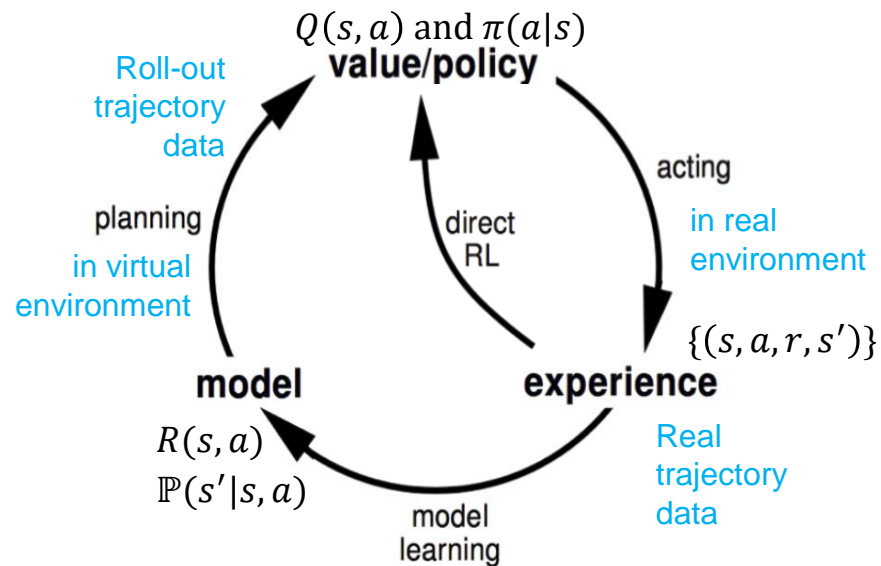 Q(s, a) and π(a|s)
value/policy
Roll-out
trajectory
data
acting
planning
direct
RL
in real
environment
in virtual
environment
{(s, a, r, s′)}
model
experience
R(s, a)
ℙ(s′|s, a)
Real
trajectory
data
model
learning